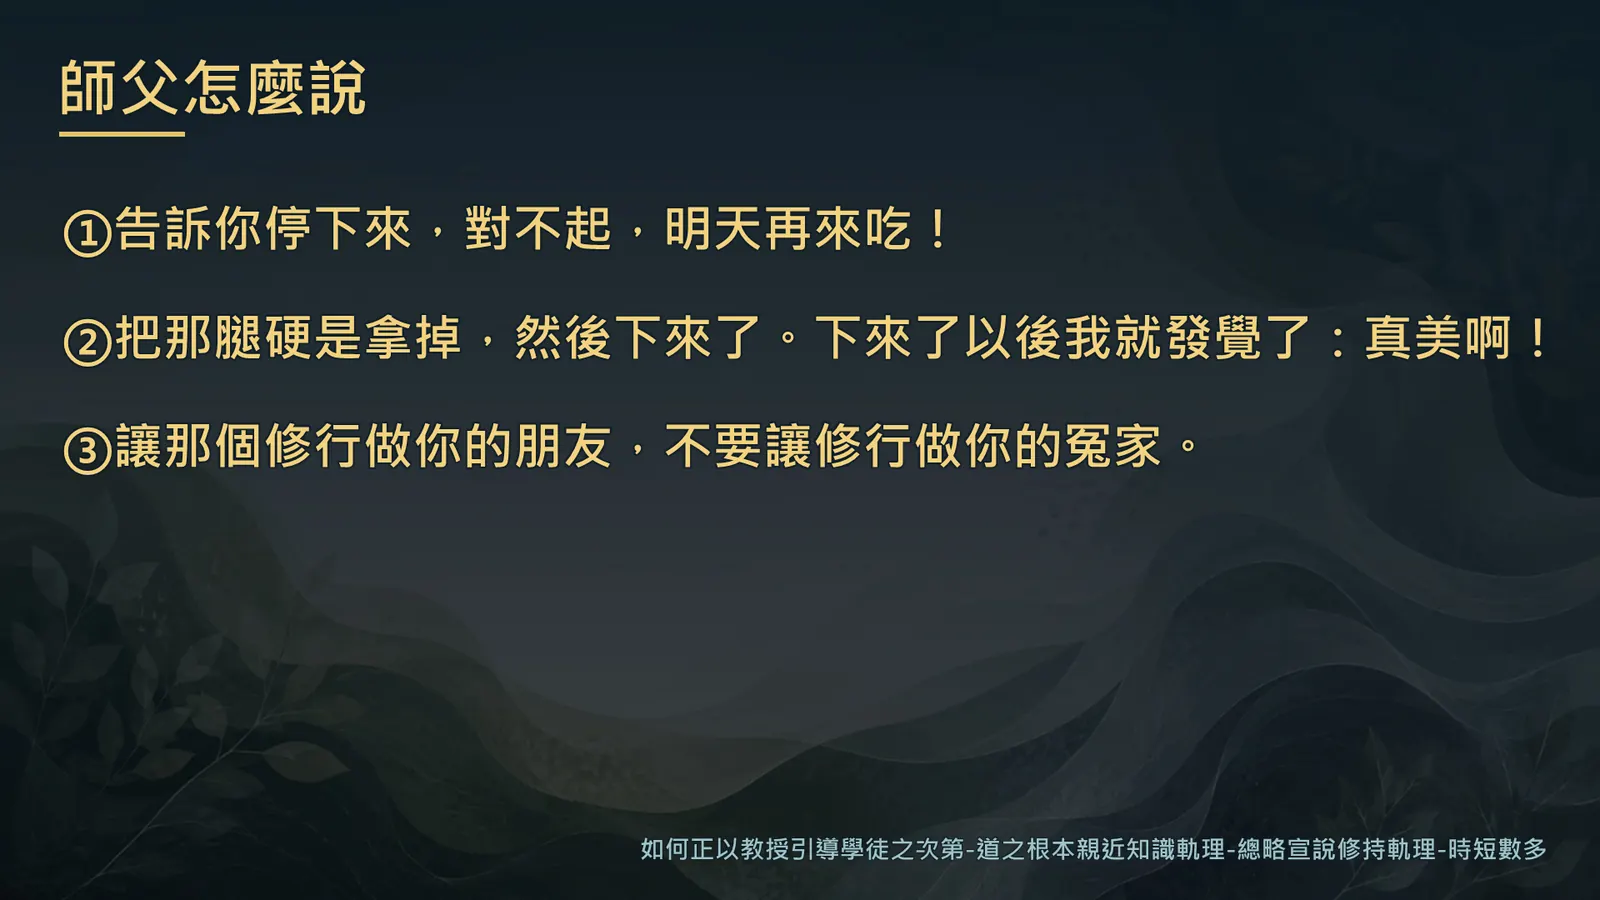 師父怎麼說
①告訴你停下來，對不起，明天再來吃！
②把那腿硬是拿掉，然後下來了。下來了以後我就發覺了：真美啊！
③讓那個修行做你的朋友，不要讓修行做你的冤家。
如何正以教授引導學徒之次第-道之根本親近知識軌理-總略宣說修持軌理-時短數多